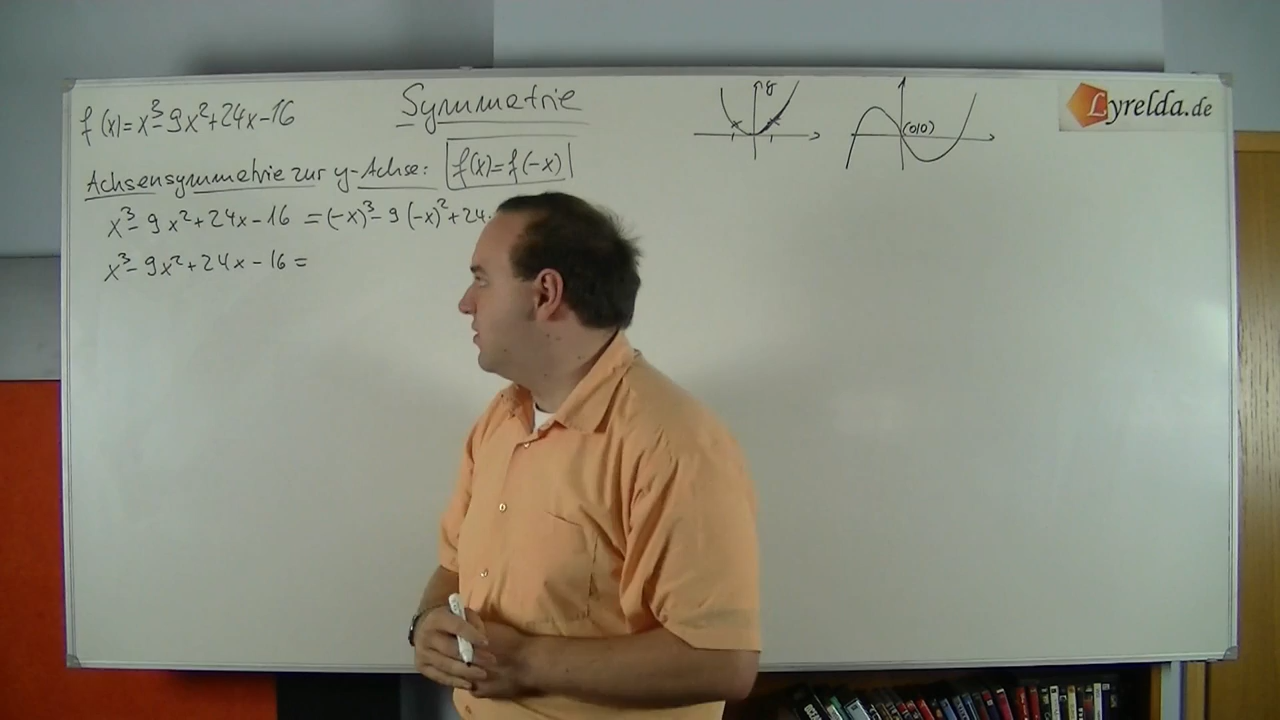 f(x)=x³-9x²+24x-16
Symmetrie
y
(0|0)
Lyrelda.de
Achsensymmetrie zur y-Achse: f(x)=f(-x)
x³-9x²+24x-16 =(-x)³-9(-x)²+24·
x³-9x²+24x-16=